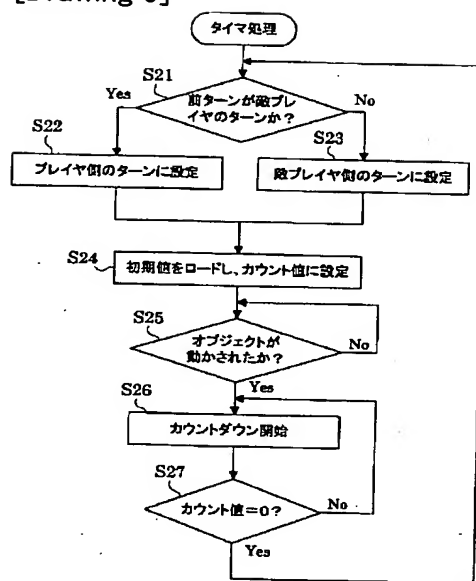 タイマ処理
S21
前ターンが敵プレ
イヤのターンか？
Yes
No
S22
プレイヤ側のターンに設定
S23
敵プレイヤ側のターンに設定
S24
初期値をロードし、カウント値に設定
S25
オブジェクトが
動かされたか？
No
Yes
S26
カウントダウン開始
S27
カウント値＝0？
No
Yes